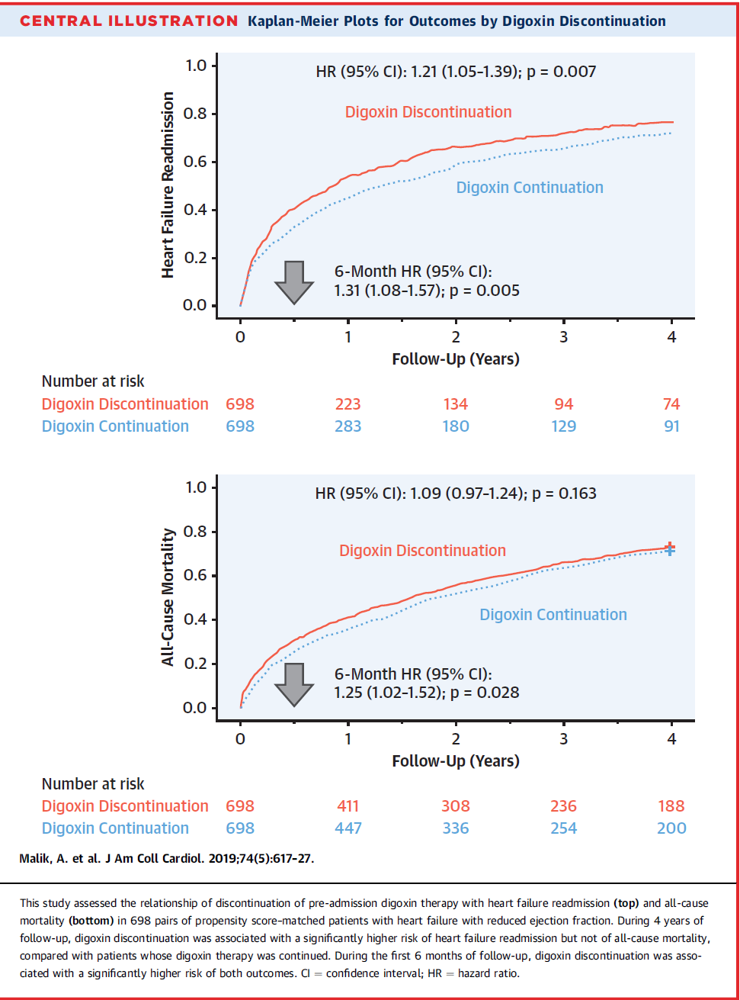 CENTRAL ILLUSTRATION Kaplan-Meier Plots for Outcomes by Digoxin Discontinuation
HR (95% CI): 1.21 (1.05–1.39); p = 0.007
Digoxin Discontinuation
Digoxin Continuation
6-Month HR (95% CI):
1.31 (1.08–1.57); p = 0.005
Heart Failure Readmission
1.0
0.8
0.6
0.4
0.2
0.0
0 1 2 3 4
Follow-Up (Years)
Number at risk
Digoxin Discontinuation 698 223 134 94 74
Digoxin Continuation 698 283 180 129 91
HR (95% CI): 1.09 (0.97–1.24); p = 0.163
Digoxin Discontinuation
Digoxin Continuation
6-Month HR (95% CI):
1.25 (1.02–1.52); p = 0.028
All-Cause Mortality
1.0
0.8
0.6
0.4
0.2
0.0
0 1 2 3 4
Follow-Up (Years)
Number at risk
Digoxin Discontinuation 698 411 308 236 188
Digoxin Continuation 698 447 336 254 200
Malik, A. et al. J Am Coll Cardiol. 2019;74(5):617–27.
This study assessed the relationship of discontinuation of pre-admission digoxin therapy with heart failure readmission (top) and all-cause
mortality (bottom) in 698 pairs of propensity score–matched patients with heart failure with reduced ejection fraction. During 4 years of
follow-up, digoxin discontinuation was associated with a significantly higher risk of heart failure readmission but not of all-cause mortality,
compared with patients whose digoxin therapy was continued. During the first 6 months of follow-up, digoxin discontinuation was asso-
ciated with a significantly higher risk of both outcomes. CI = confidence interval; HR = hazard ratio.